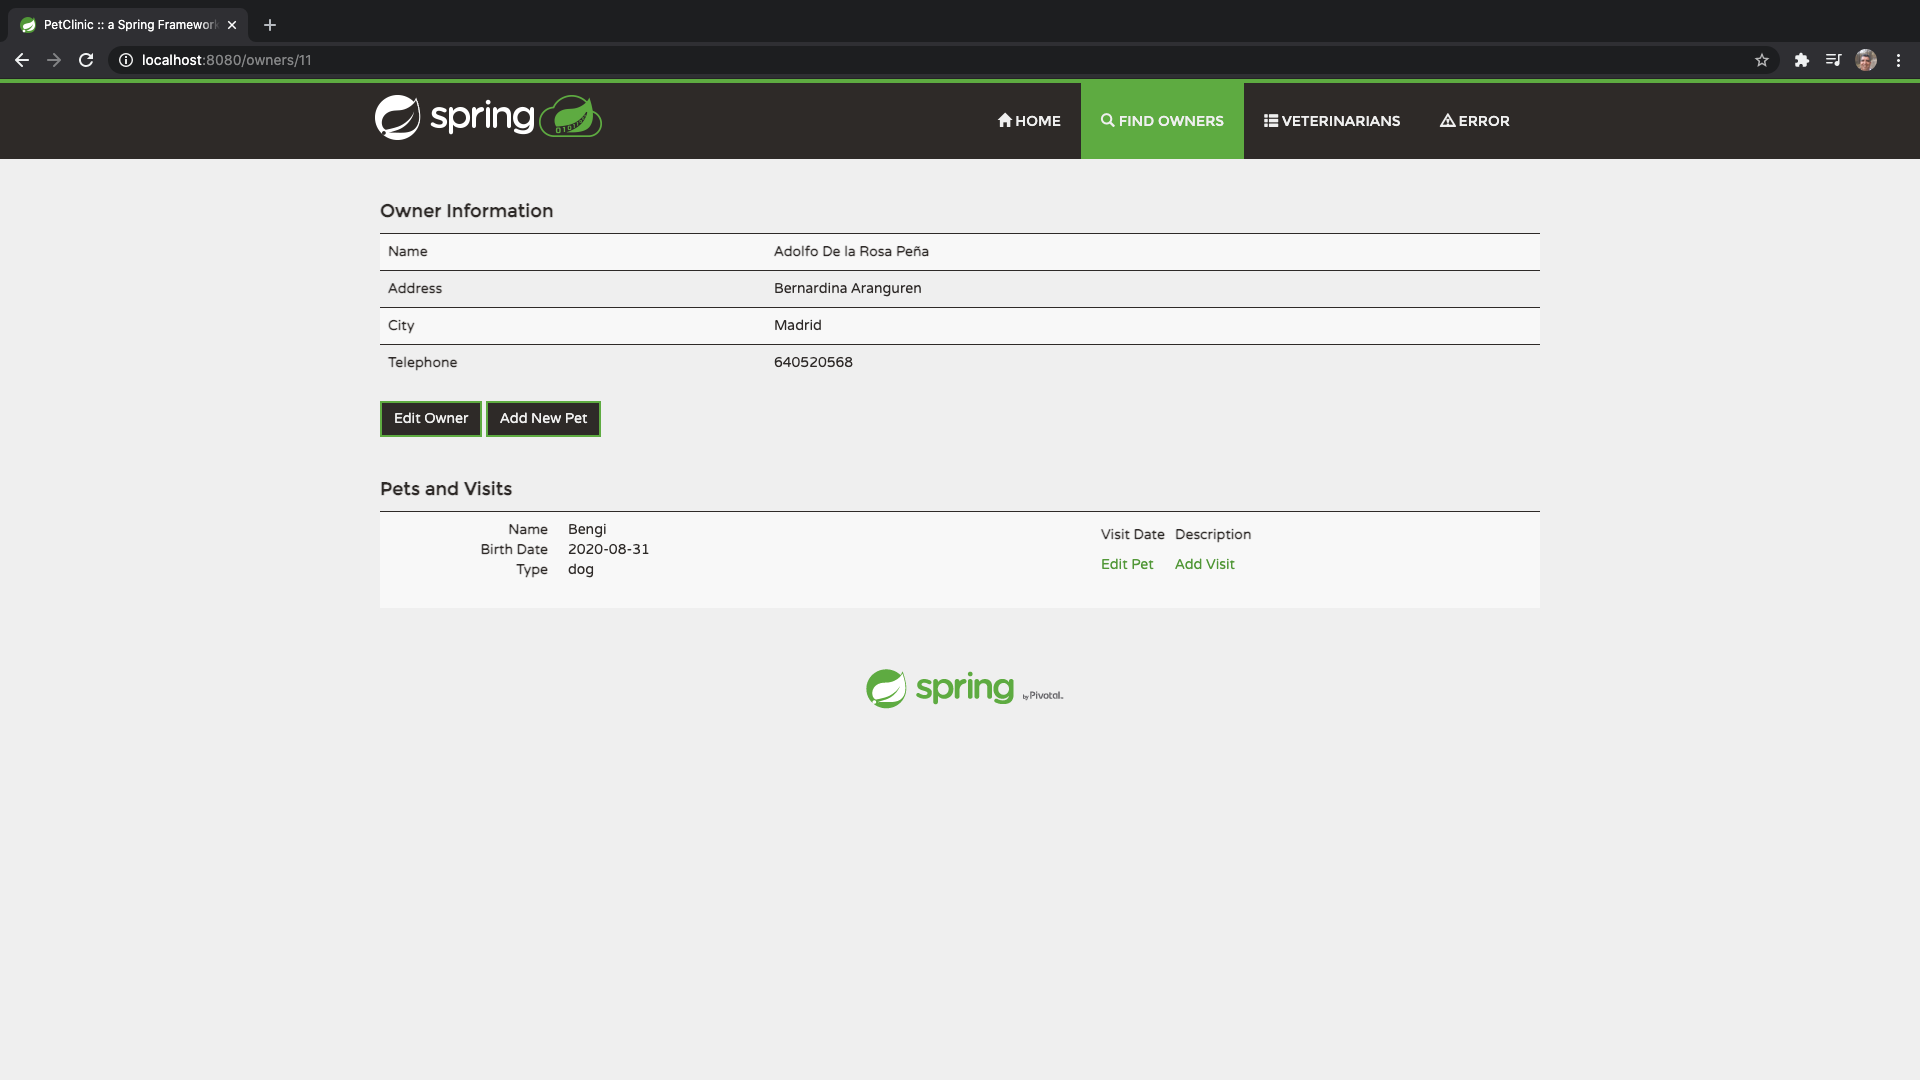 PetClinic :: a Spring Framework
localhost:8080/owners/11
spring
HOME
FIND OWNERS
VETERINARIANS
ERROR
Owner Information
Name Adolfo De la Rosa Peña
Address Bernardina Aranguren
City Madrid
Telephone 640520568
Edit Owner Add New Pet
Pets and Visits
Name Bengi
Birth Date 2020-08-31
Type dog
Visit Date Description
Edit Pet Add Visit
spring by Pivotal.